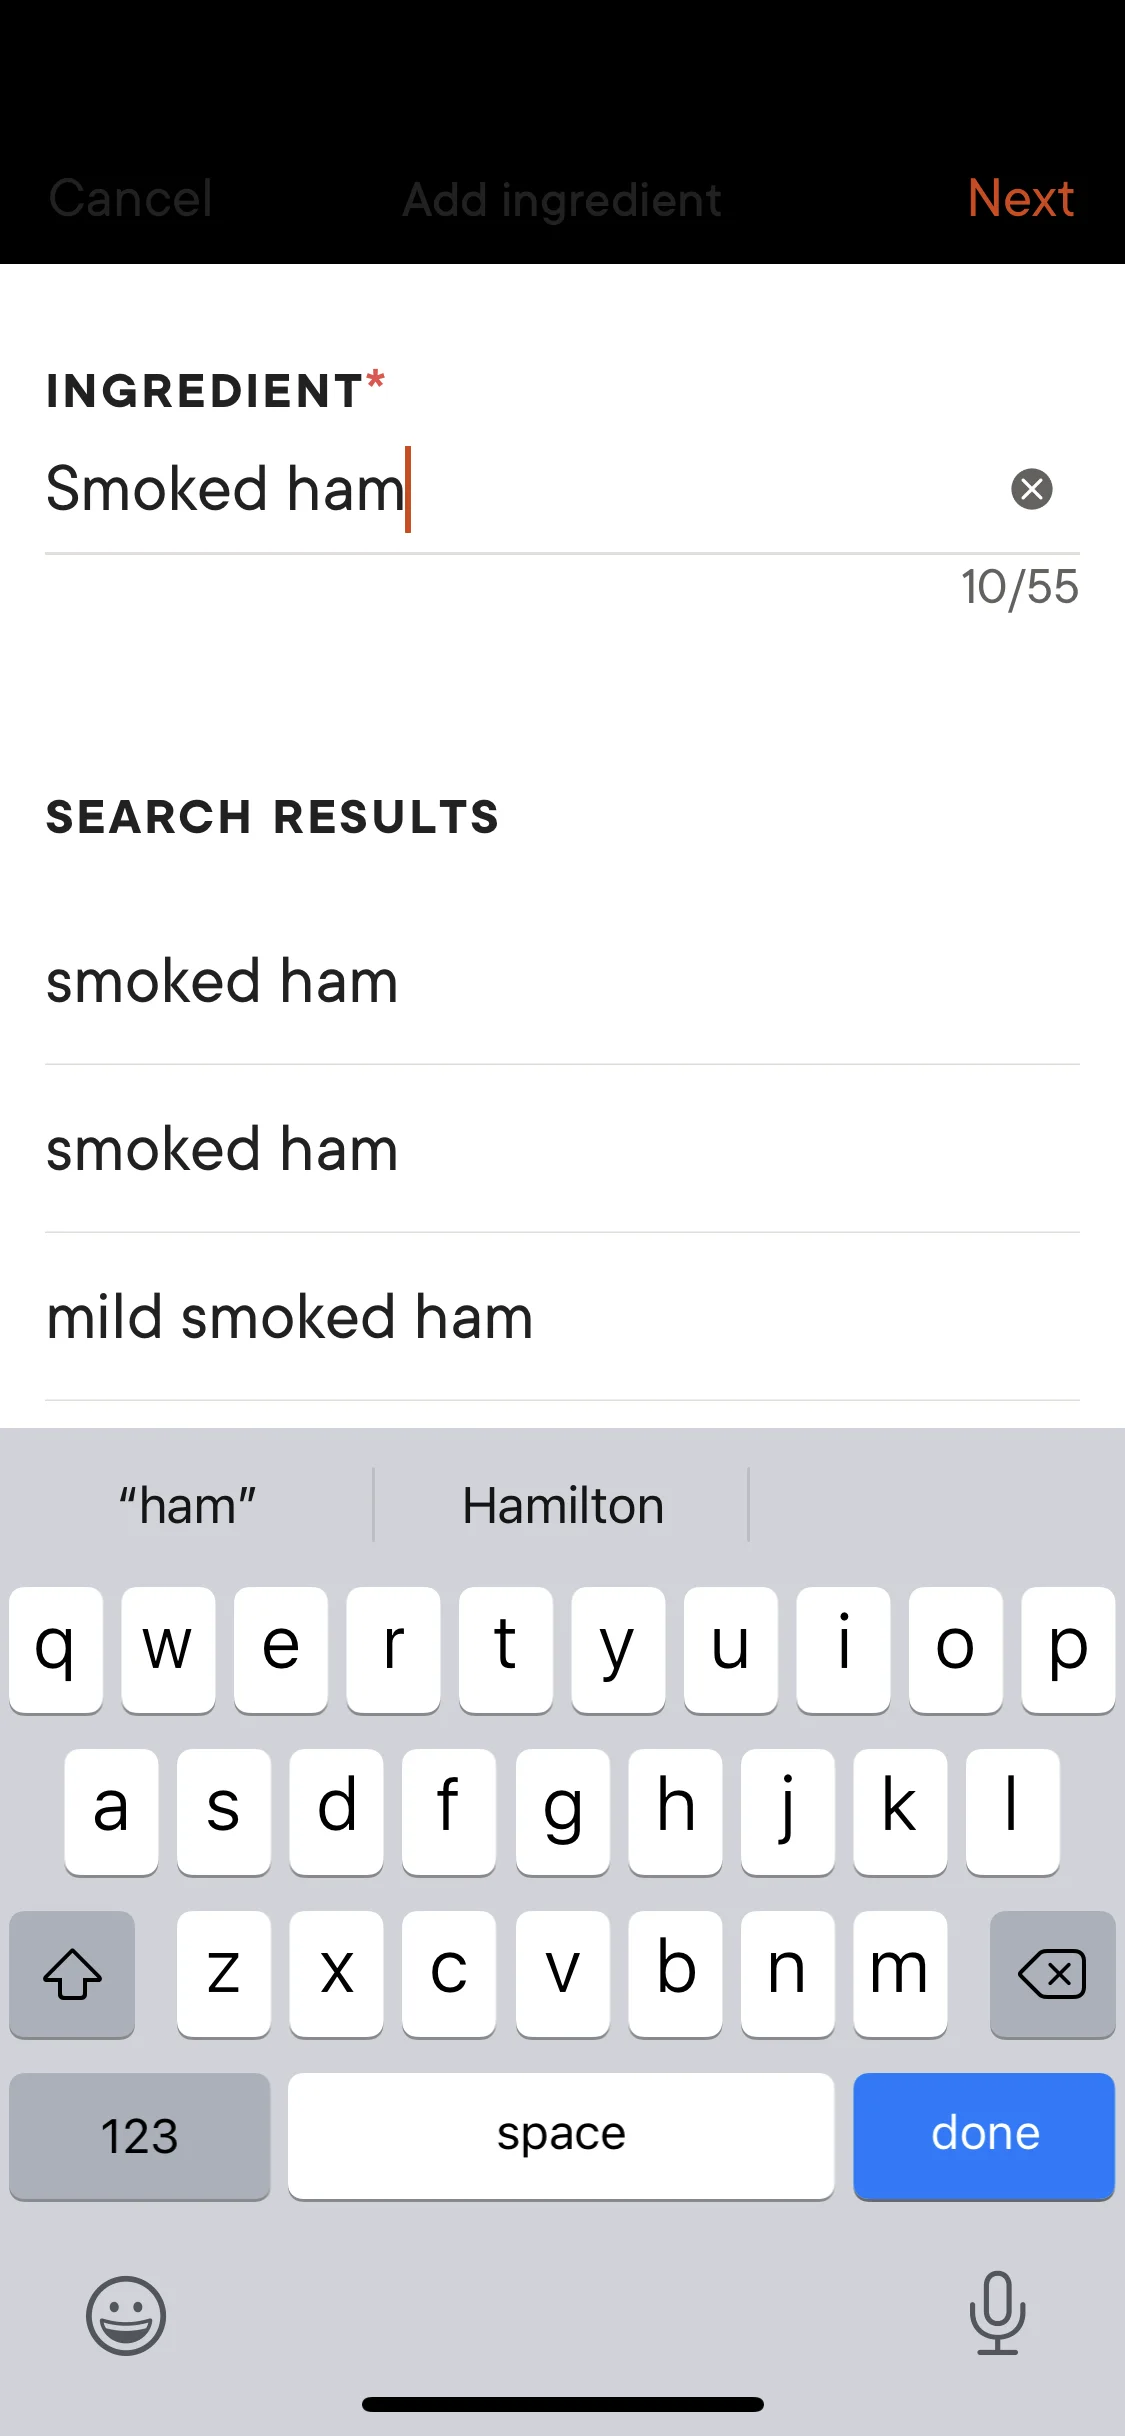 Cancel Add ingredient Next
INGREDIENT*
Smoked ham
10/55
SEARCH RESULTS
smoked ham
smoked ham
mild smoked ham
“ham” Hamilton
q w e r t y u i o p
a s d f g h j k l
z x c v b n m
123 space done